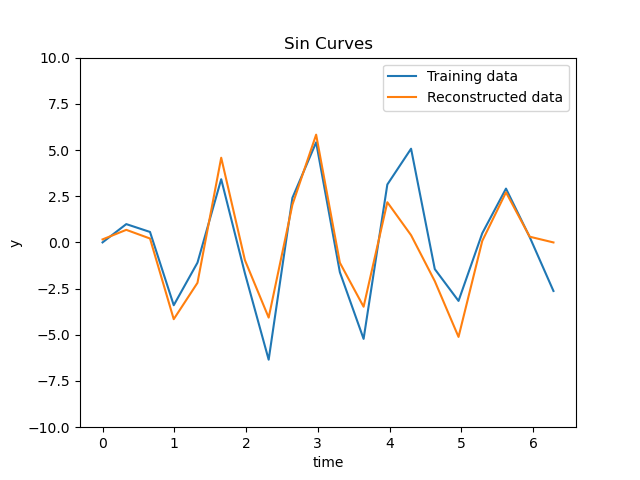 Sin Curves
Training data
Reconstructed data
10.0
7.5
5.0
2.5
0.0
−2.5
−5.0
−7.5
−10.0
y
0 1 2 3 4 5 6
time